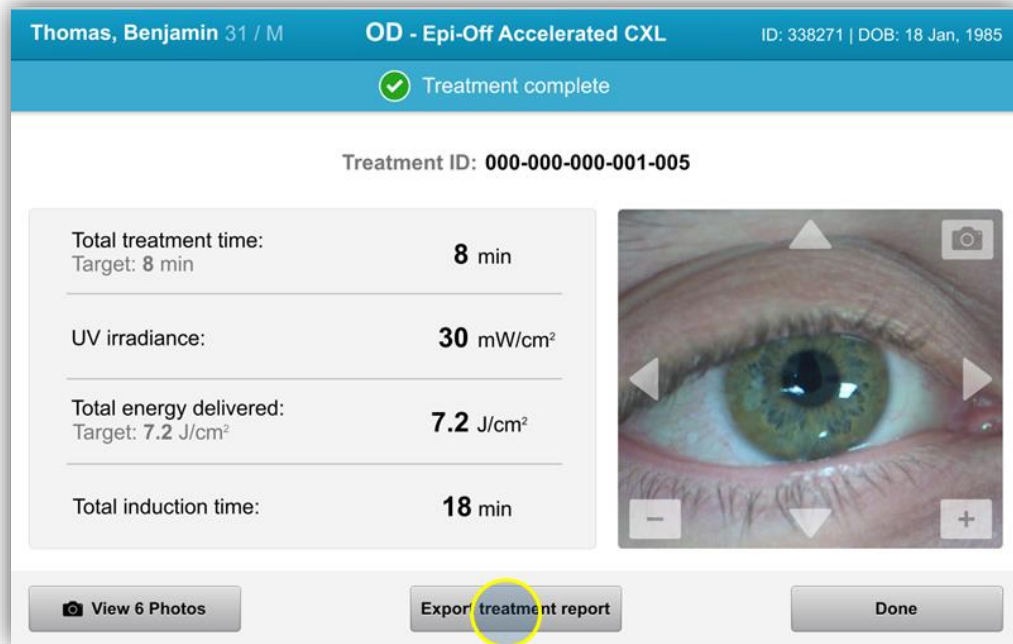 Thomas, Benjamin 31 / M OD - Epi-Off Accelerated CXL ID: 338271 | DOB: 18 Jan, 1985
Treatment complete
Treatment ID: 000-000-000-001-005
Total treatment time: 8 min
Target: 8 min
UV irradiance: 30 mW/cm²
Total energy delivered: 7.2 J/cm²
Target: 7.2 J/cm²
Total induction time: 18 min
View 6 Photos Export treatment report Done